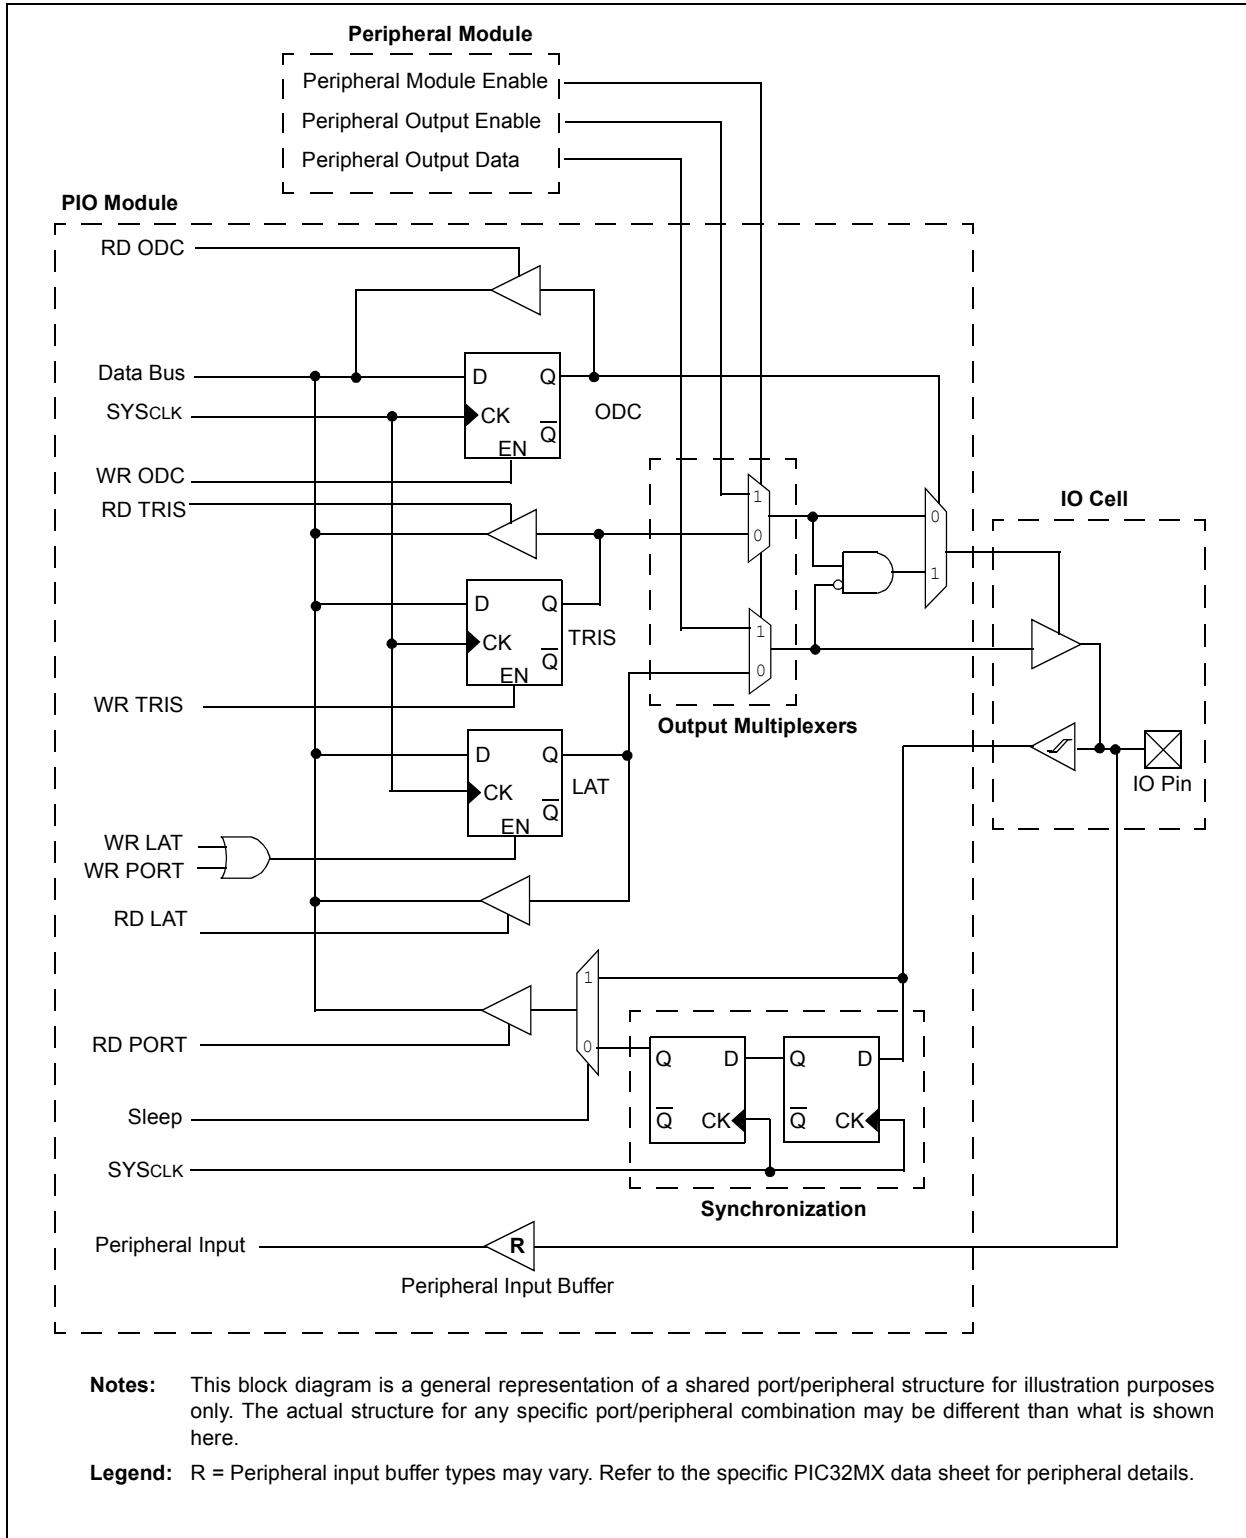 Peripheral Module
Peripheral Module Enable
Peripheral Output Enable
Peripheral Output Data
PIO Module
RD ODC
Data Bus
D
Q
SYSCLK
CK
Q
ODC
EN
WR ODC
RD TRIS
1
0
0
1
IO Cell
D
Q
CK
Q
TRIS
EN
WR TRIS
1
0
Output Multiplexers
D
Q
CK
Q
LAT
EN
IO Pin
WR LAT
WR PORT
RD LAT
1
0
RD PORT
Q
D
Q
D
Q
CK
Q
CK
Sleep
SYSCLK
Synchronization
Peripheral Input
R
Peripheral Input Buffer
Notes: This block diagram is a general representation of a shared port/peripheral structure for illustration purposes
only. The actual structure for any specific port/peripheral combination may be different than what is shown
here.
Legend: R = Peripheral input buffer types may vary. Refer to the specific PIC32MX data sheet for peripheral details.